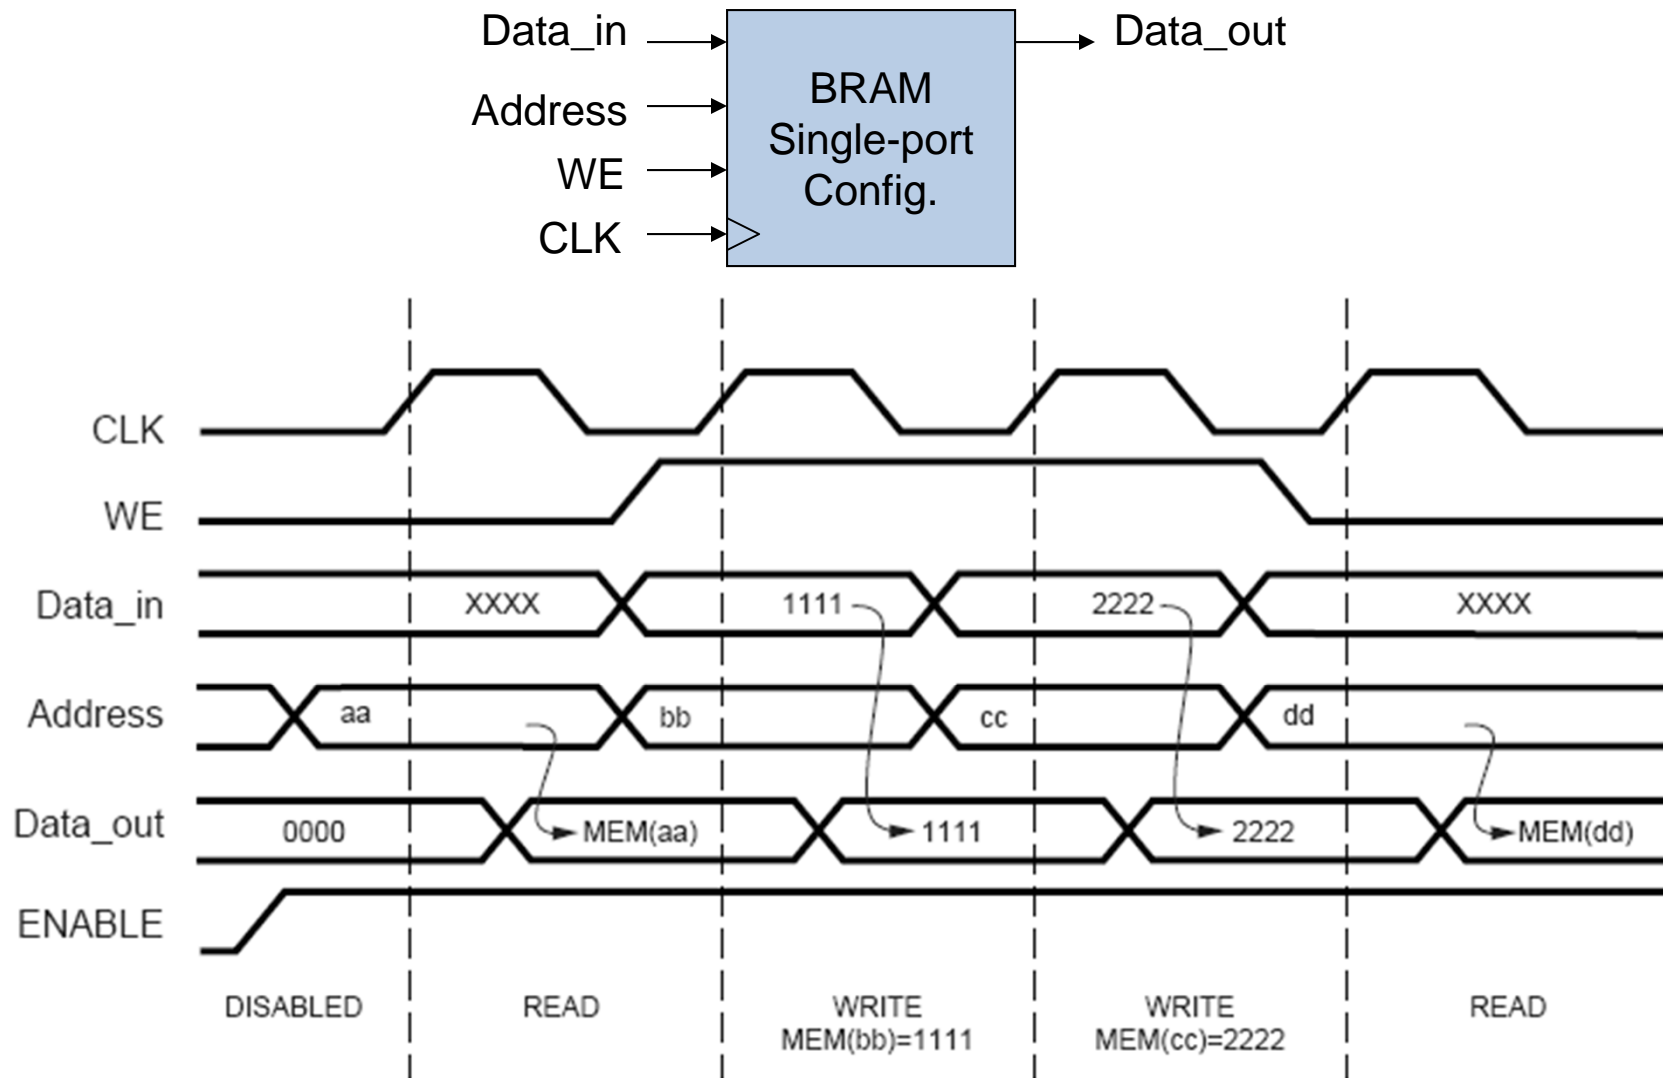 Data_in
Data_out
Address
WE
CLK
BRAM
Single-port
Config.
CLK
WE
Data_in XXXX 1111 2222 XXXX
Address aa bb cc dd
Data_out 0000 MEM(aa) 1111 2222 MEM(dd)
ENABLE
DISABLED READ WRITE WRITE READ
MEM(bb)=1111 MEM(cc)=2222